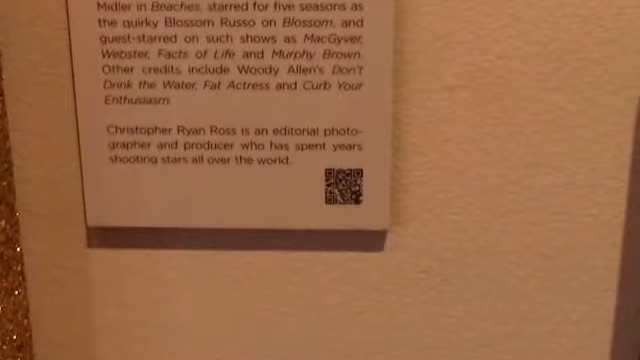 Midler in Beaches, starred for five seasons as
the quirky Blossom Russo on Blossom, and
guest-starred on such shows as MacGyver,
Webster, Facts of Life and Murphy Brown.
Other credits include Woody Allen's Don't
Drink the Water, Fat Actress and Curb Your
Enthusiasm.
Christopher Ryan Ross is an editorial photo-
grapher and producer who has spent years
shooting stars all over the world.